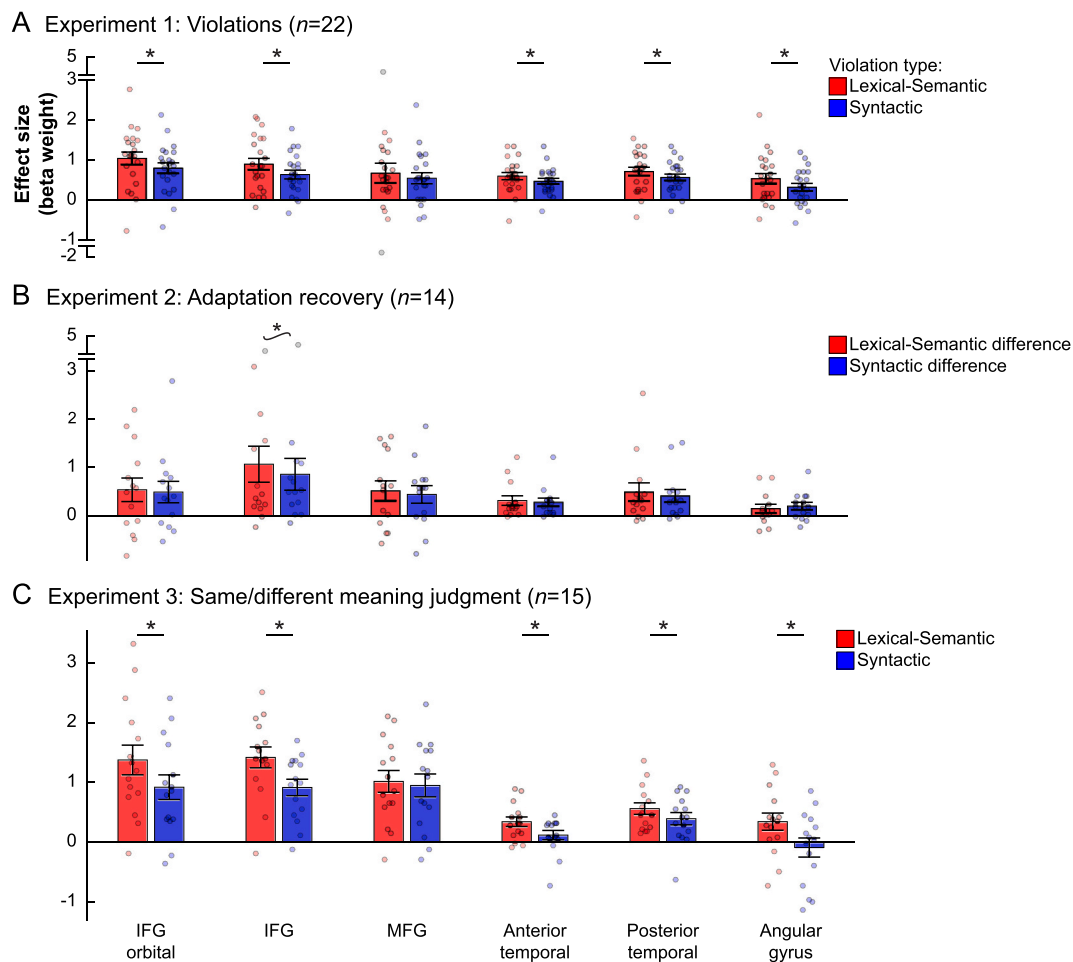 A Experiment 1: Violations (n=22)
Effect size
(beta weight)
5
3
2
1
0
-1
-2
* * * * *
Violation type:
Lexical-Semantic
Syntactic
B Experiment 2: Adaptation recovery (n=14)
5
3
2
1
0
*
Lexical-Semantic difference
Syntactic difference
C Experiment 3: Same/different meaning judgment (n=15)
3
2
1
0
-1
* * * * *
Lexical-Semantic
Syntactic
IFG
orbital
IFG
MFG
Anterior
temporal
Posterior
temporal
Angular
gyrus